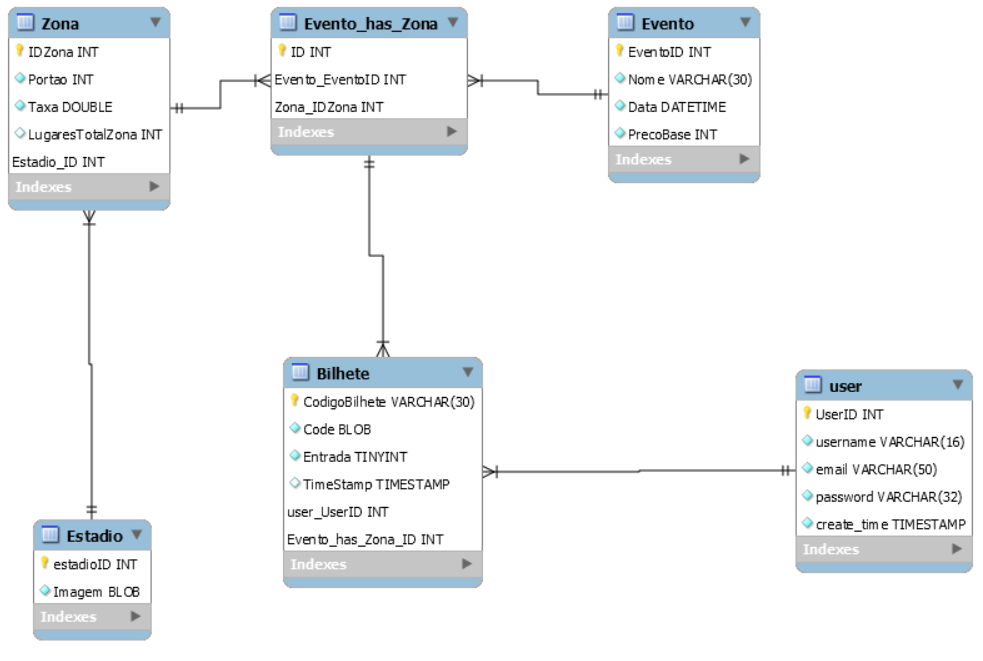 Zona
IDZona INT
Portao INT
Taxa DOUBLE
LugaresTotalZona INT
Estadio_ID INT
Indexes
Evento_has_Zona
ID INT
Evento_EventoID INT
Zona_IDZona INT
Indexes
Evento
EventoID INT
Nome VARCHAR(30)
Data DATETIME
PrecoBase INT
Indexes
Bilhete
CodigoBilhete VARCHAR(30)
Code BLOB
Entrada TINYINT
TimeStamp TIMESTAMP
user_UserID INT
Evento_has_Zona_ID INT
Indexes
user
UserID INT
username VARCHAR(16)
email VARCHAR(50)
password VARCHAR(32)
create_time TIMESTAMP
Indexes
Estadio
estadioID INT
Imagem BLOB
Indexes